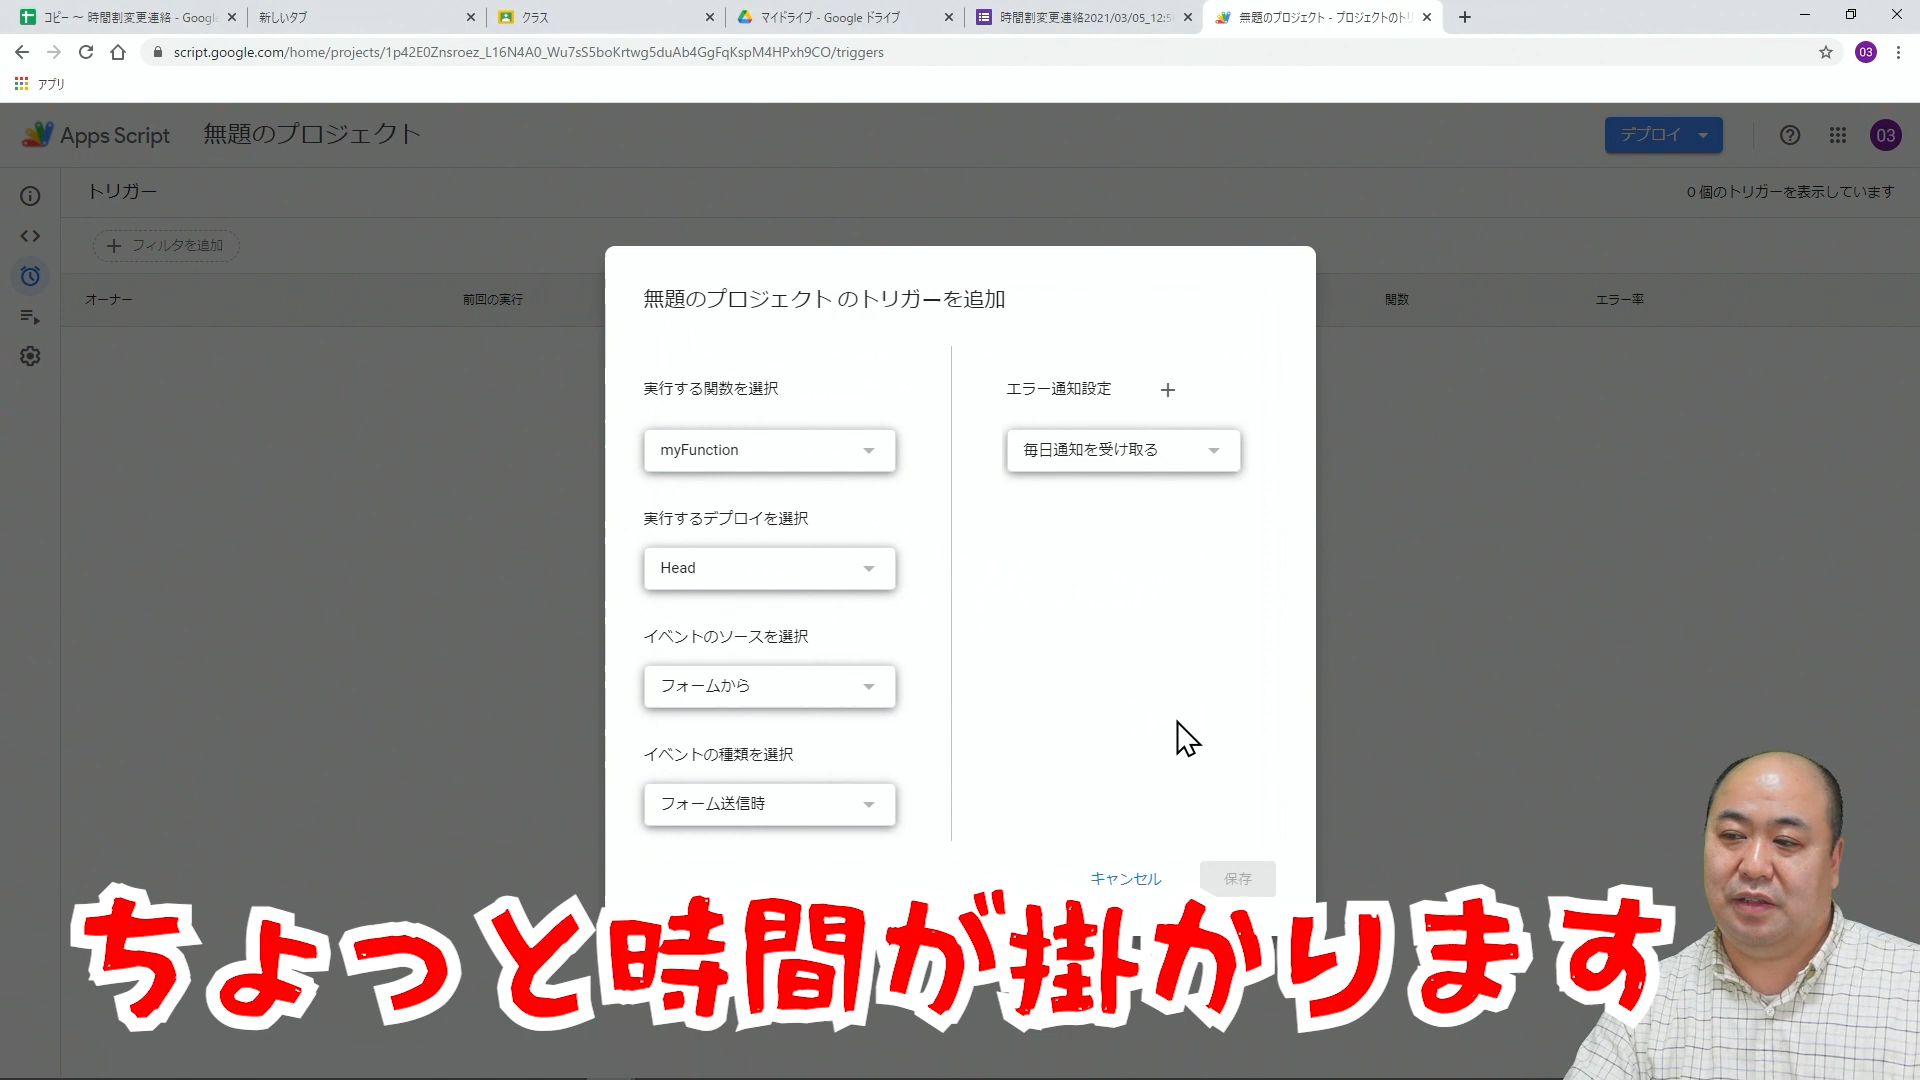 コピー ～ 時間割変更連絡 - Googl
新しいタブ
クラス
マイドライブ - Google ドライブ
時間割変更連絡2021/03/05_12:5
無題のプロジェクト - プロジェクトのトリ
script.google.com/home/projects/1p42E0Znsroez_L16N4A0_Wu7sS5boKrtwg5duAb4GgFqKspM4HPxh9CO/triggers
03
アプリ
Apps Script
無題のプロジェクト
デプロイ
03
トリガー
0 個のトリガーを表示しています
フィルタを追加
オーナー
前回の実行
関数
エラー率
無題のプロジェクト のトリガーを追加
実行する関数を選択
myFunction
実行するデプロイを選択
Head
イベントのソースを選択
フォームから
イベントの種類を選択
フォーム送信時
エラー通知設定
毎日通知を受け取る
キャンセル
保存
ちょっと時間が掛かります